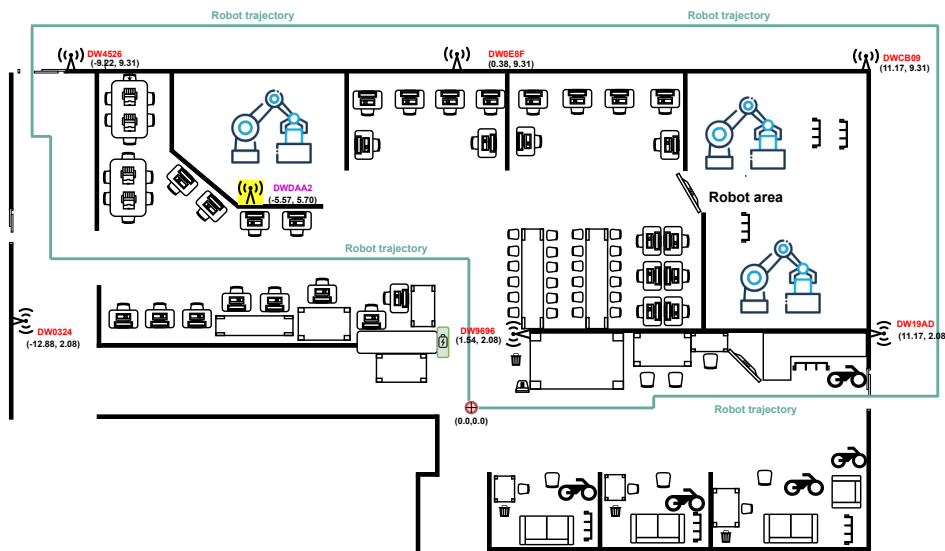 Robot trajectory
Robot trajectory
DW4526
(-9.22, 9.31)
DW0E8F
(0.38, 9.31)
DWCB09
(11.17, 9.31)
DWDAA2
(-5.57, 5.70)
Robot area
Robot trajectory
DW0324
(-12.88, 2.08)
DW9696
(1.54, 2.08)
DW19AD
(11.17, 2.08)
Robot trajectory
(0.0,0.0)